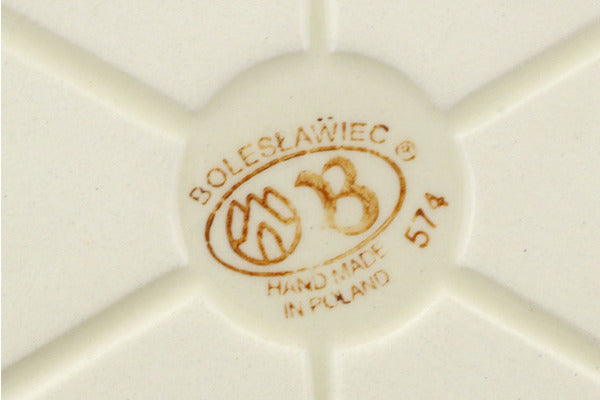 BOLESŁAWIEC ®
B
574
HAND MADE
IN POLAND